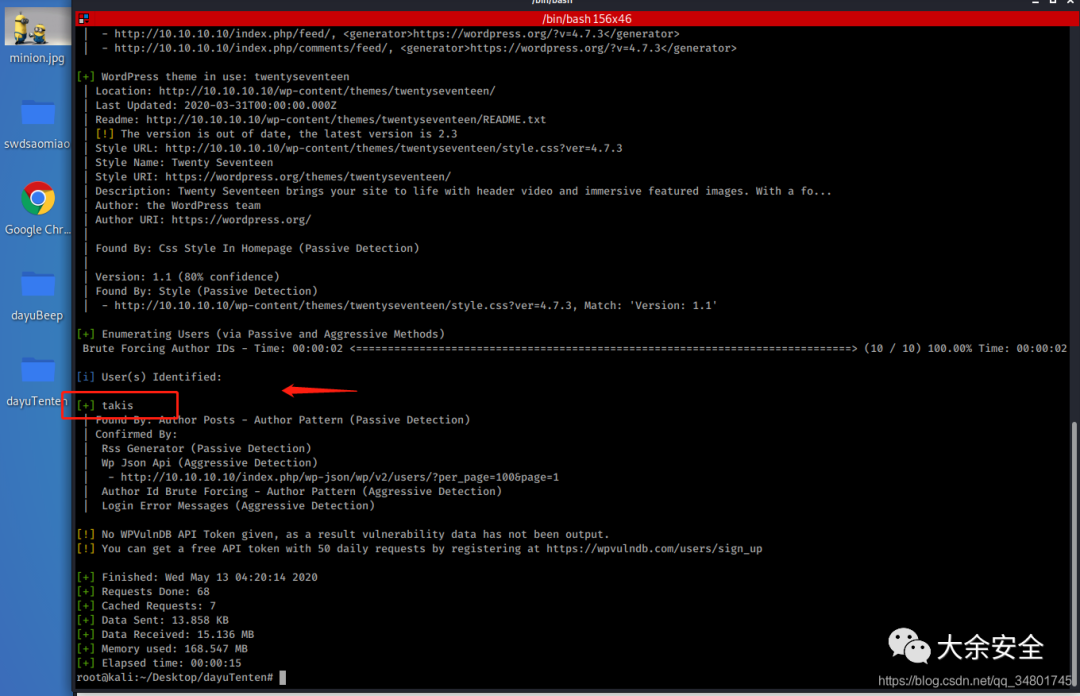 /bin/bash
/bin/bash 156x46
minion.jpg
swdsaomiao
Google Chr...
dayuBeep
dayuTenten
| - http://10.10.10.10/index.php/feed/, <generator>https://wordpress.org/?v=4.7.3</generator>
| - http://10.10.10.10/index.php/comments/feed/, <generator>https://wordpress.org/?v=4.7.3</generator>
[+] WordPress theme in use: twentyseventeen
| Location: http://10.10.10.10/wp-content/themes/twentyseventeen/
| Last Updated: 2020-03-31T00:00:00.000Z
| Readme: http://10.10.10.10/wp-content/themes/twentyseventeen/README.txt
| [!] The version is out of date, the latest version is 2.3
| Style URL: http://10.10.10.10/wp-content/themes/twentyseventeen/style.css?ver=4.7.3
| Style Name: Twenty Seventeen
| Style URI: https://wordpress.org/themes/twentyseventeen/
| Description: Twenty Seventeen brings your site to life with header video and immersive featured images. With a fo...
| Author: the WordPress team
| Author URI: https://wordpress.org/
|
| Found By: Css Style In Homepage (Passive Detection)
|
| Version: 1.1 (80% confidence)
| Found By: Style (Passive Detection)
| - http://10.10.10.10/wp-content/themes/twentyseventeen/style.css?ver=4.7.3, Match: 'Version: 1.1'
[+] Enumerating Users (via Passive and Aggressive Methods)
Brute Forcing Author IDs - Time: 00:00:02 <==============================================================================> (10 / 10) 100.00% Time: 00:00:02
[i] User(s) Identified:
[+] takis
| Found By: Author Posts - Author Pattern (Passive Detection)
| Confirmed By:
| Rss Generator (Passive Detection)
| Wp Json Api (Aggressive Detection)
| - http://10.10.10.10/index.php/wp-json/wp/v2/users/?per_page=100&page=1
| Author Id Brute Forcing - Author Pattern (Aggressive Detection)
| Login Error Messages (Aggressive Detection)
[!] No WPVulnDB API Token given, as a result vulnerability data has not been output.
[!] You can get a free API token with 50 daily requests by registering at https://wpvulndb.com/users/sign_up
[+] Finished: Wed May 13 04:20:14 2020
[+] Requests Done: 68
[+] Cached Requests: 7
[+] Data Sent: 13.858 KB
[+] Data Received: 15.136 MB
[+] Memory used: 168.547 MB
[+] Elapsed time: 00:00:15
root@kali:~/Desktop/dayuTenten#
大余安全
https://blog.csdn.net/qq_34801745